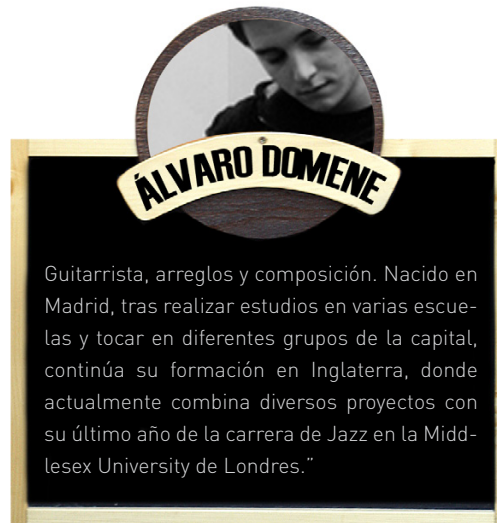 ÁLVARO DOMENE
Guitarrista, arreglos y composición. Nacido en
Madrid, tras realizar estudios en varias escue-
las y tocar en diferentes grupos de la capital,
continúa su formación en Inglaterra, donde
actualmente combina diversos proyectos con
su último año de la carrera de Jazz en la Midd-
lesex University de Londres.”